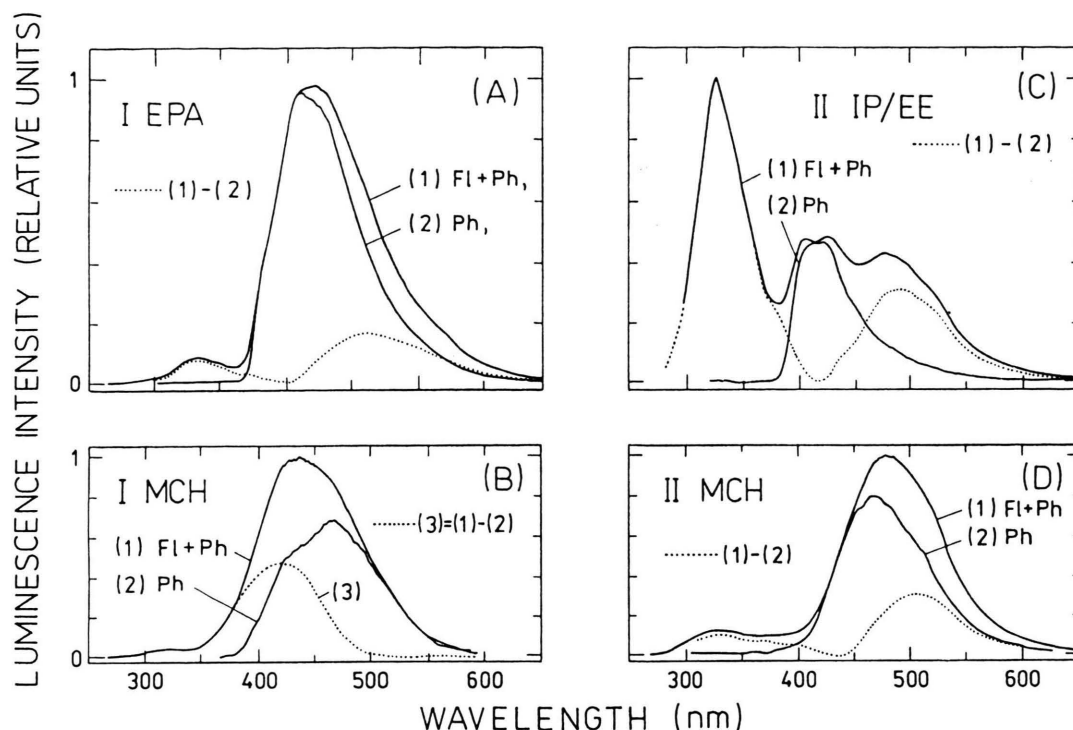 LUMINESCENCE INTENSITY (RELATIVE UNITS)
(A)
I EPA
(1)-(2)
(1) Fl+Ph,
(2) Ph,
1
0
(C)
II IP/EE
(1)-(2)
(1) Fl+Ph
(2) Ph
(B)
I MCH
(3)=(1)-(2)
(1) Fl+Ph
(2) Ph
(3)
1
0
(D)
II MCH
(1) Fl+Ph
(2) Ph
(1)-(2)
400 500 600
300 400 500 600
WAVELENGTH (nm)